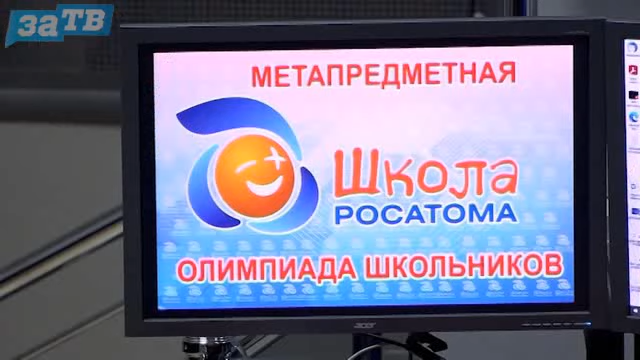 заТВ
МЕТАПРЕДМЕТНАЯ
Школа
РОСАТОМА
ОЛИМПИАДА ШКОЛЬНИКОВ
acer